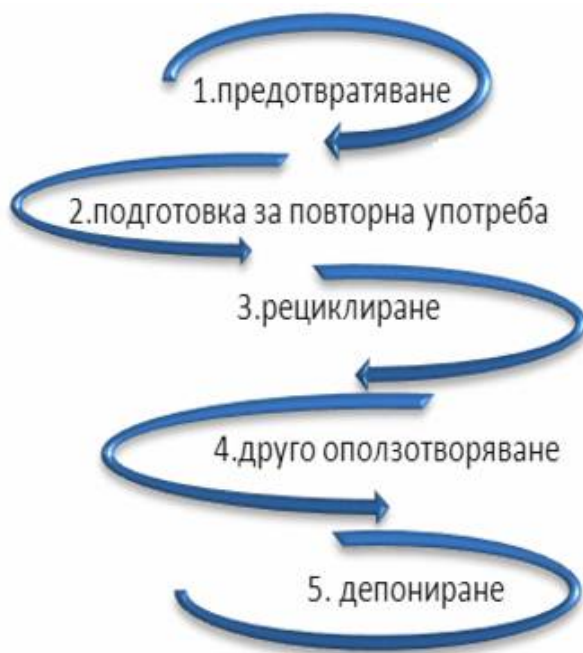 1.предотвратяване
2.подготовка за повторна употреба
3.рециклиране
4.друго оползотворяване
5. депониране